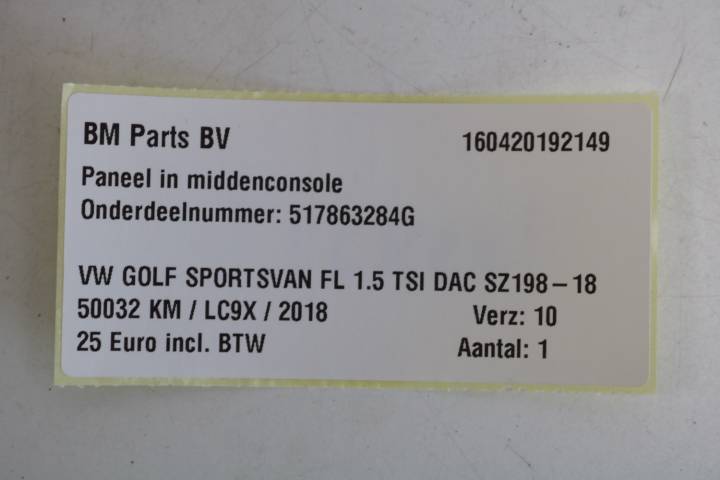 BM Parts BV 160420192149
Paneel in middenconsole
Onderdeelnummer: 517863284G
VW GOLF SPORTSVAN FL 1.5 TSI DAC SZ198-18
50032 KM / LC9X / 2018 Verz: 10
25 Euro incl. BTW Aantal: 1